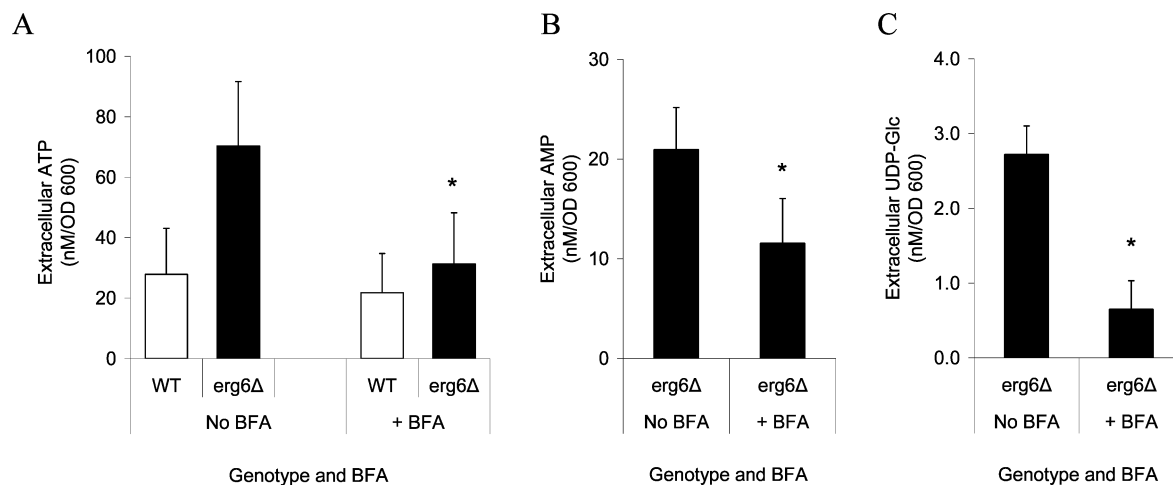 A
Extracellular ATP
(nM/OD 600)
100
80
60
40
20
0
*
WT
erg6Δ
WT
erg6Δ
No BFA
+ BFA
Genotype and BFA
B
Extracellular AMP
(nM/OD 600)
30
20
10
0
*
erg6Δ
erg6Δ
No BFA
+ BFA
Genotype and BFA
C
Extracellular UDP-Glc
(nM/OD 600)
4.0
3.0
2.0
1.0
0.0
*
erg6Δ
erg6Δ
No BFA
+ BFA
Genotype and BFA